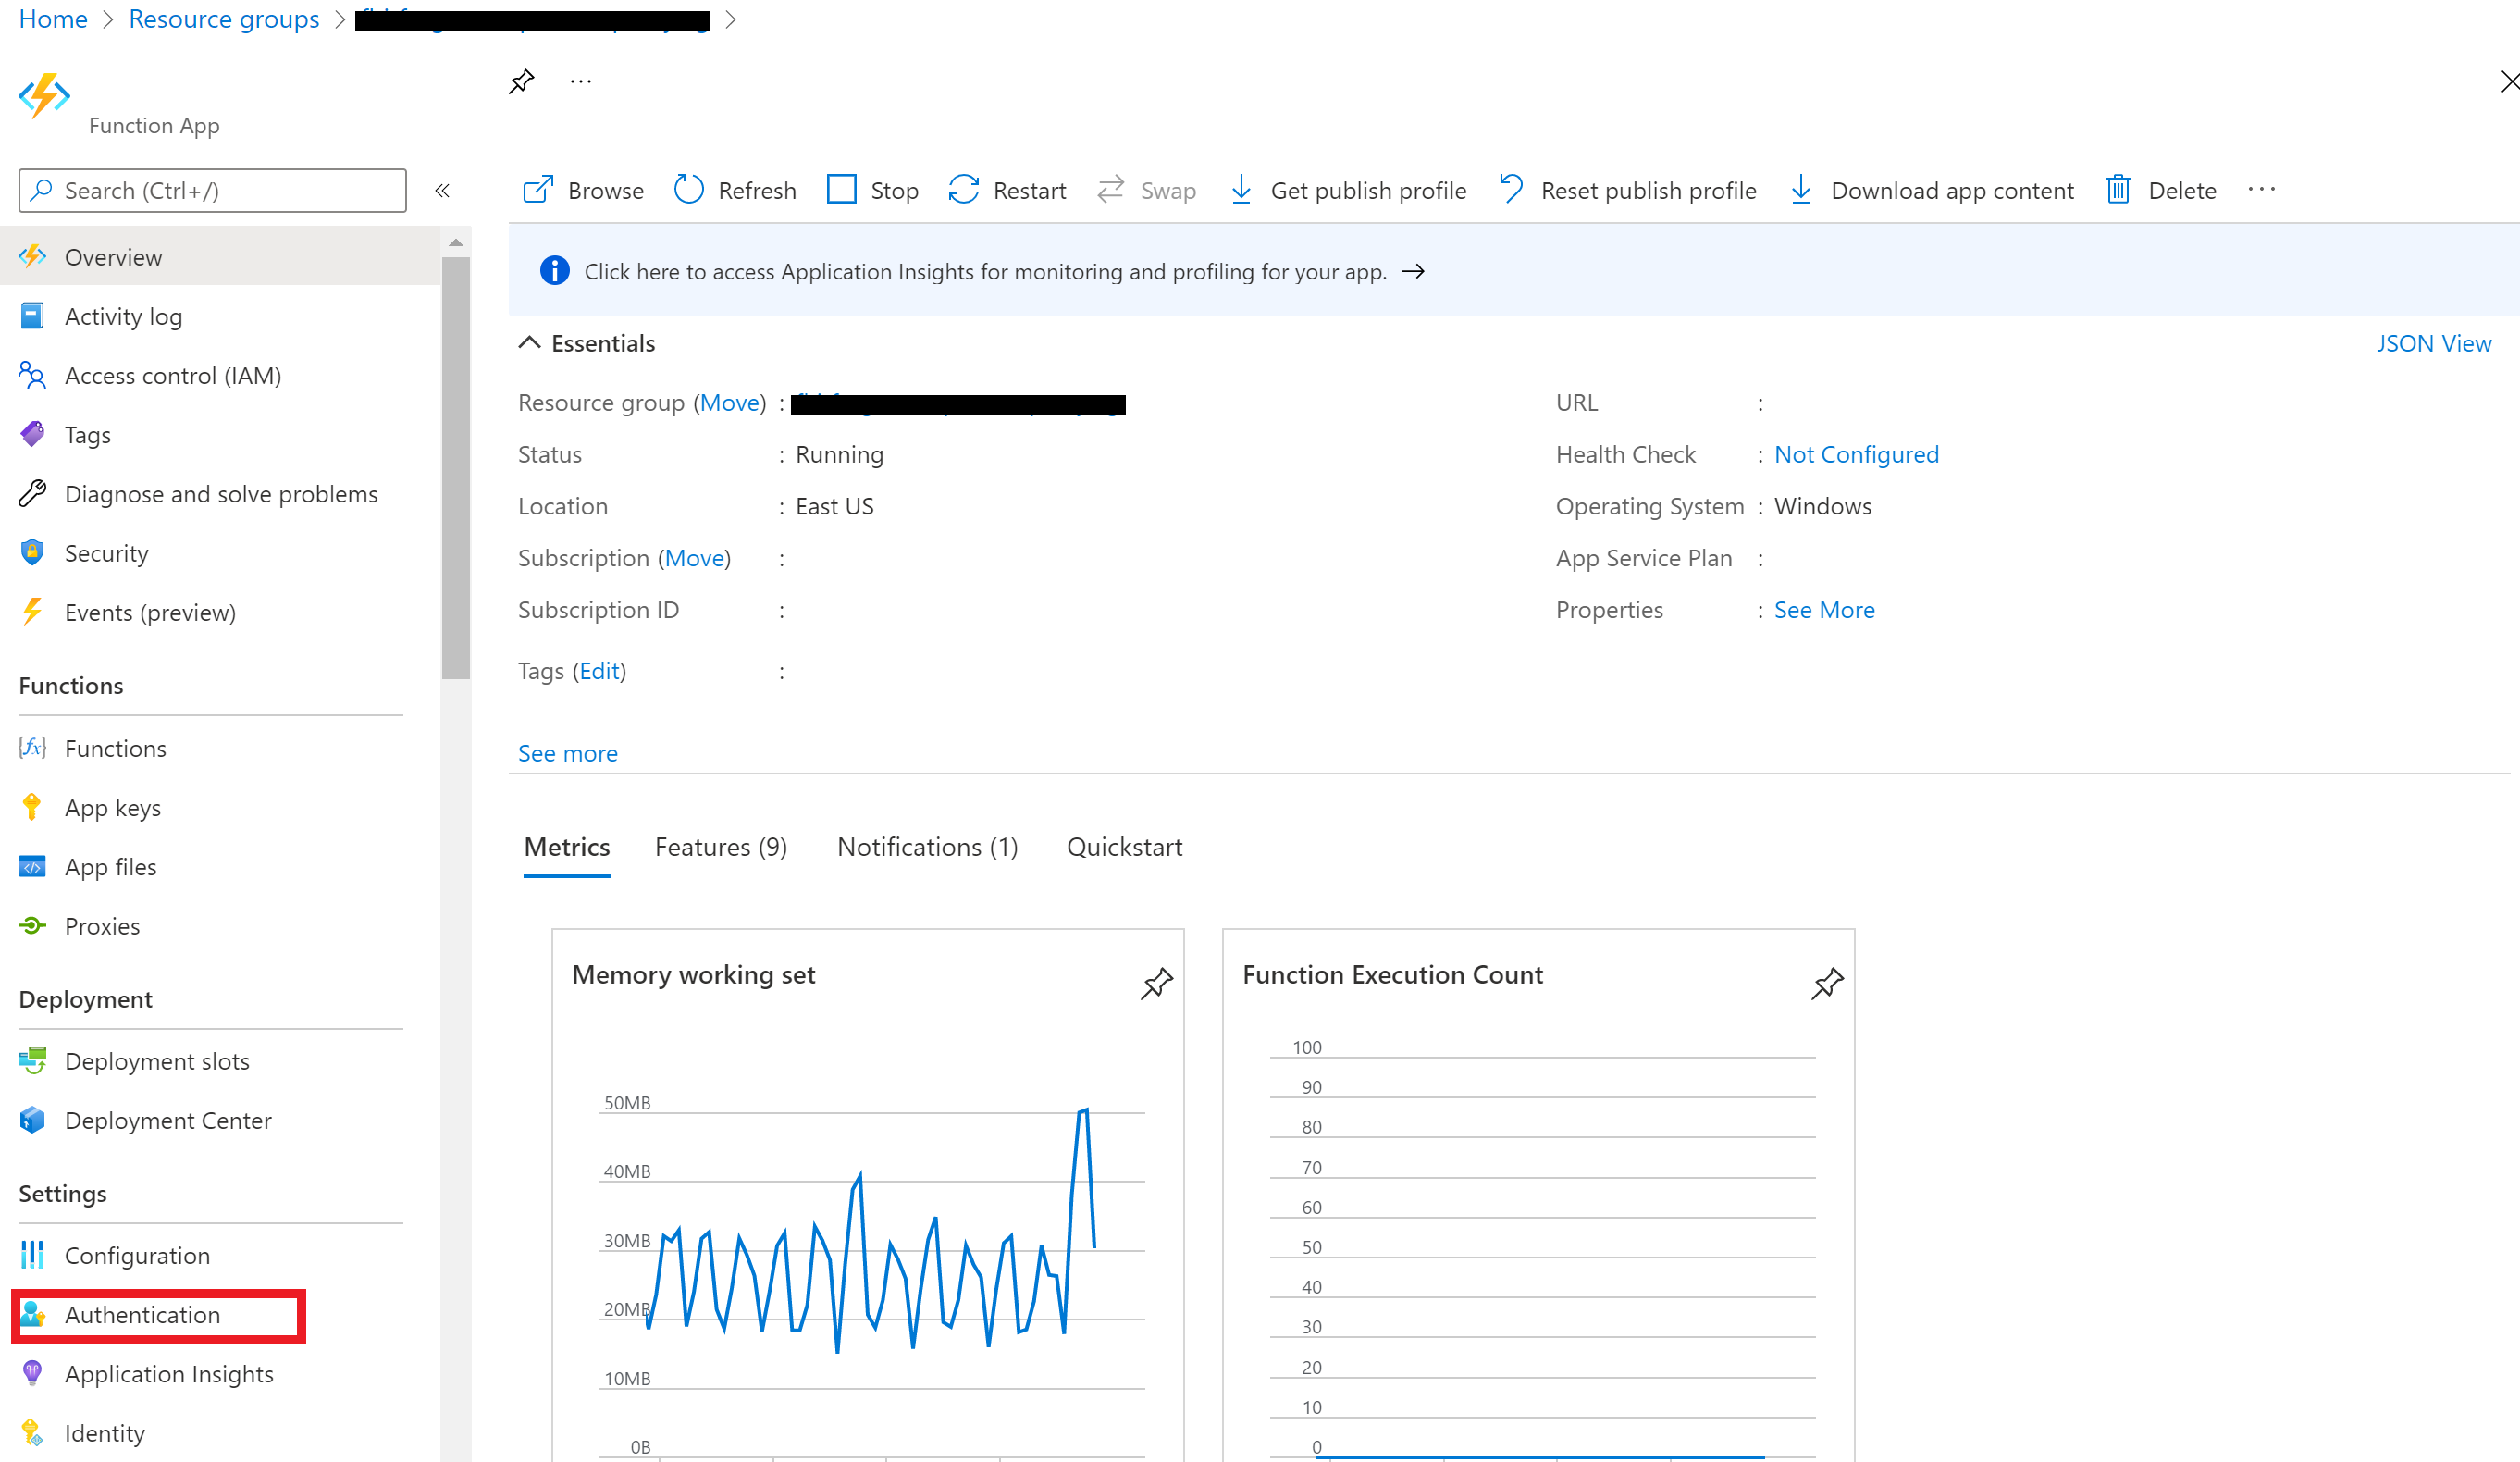 Home > Resource groups >
Function App
Search (Ctrl+/)
«
Overview
Activity log
Access control (IAM)
Tags
Diagnose and solve problems
Security
Events (preview)
Functions
Functions
App keys
App files
Proxies
Deployment
Deployment slots
Deployment Center
Settings
Configuration
Authentication
Application Insights
Identity
...
Browse Refresh Stop Restart Swap Get publish profile Reset publish profile Download app content Delete ...
Click here to access Application Insights for monitoring and profiling for your app. →
Essentials
JSON View
Resource group (Move) :
Status : Running
Location : East US
Subscription (Move) :
Subscription ID :
Tags (Edit) :
URL :
Health Check : Not Configured
Operating System : Windows
App Service Plan :
Properties : See More
See more
Metrics Features (9) Notifications (1) Quickstart
Memory working set
50MB
40MB
30MB
20MB
10MB
0B
Function Execution Count
100
90
80
70
60
50
40
30
20
10
0